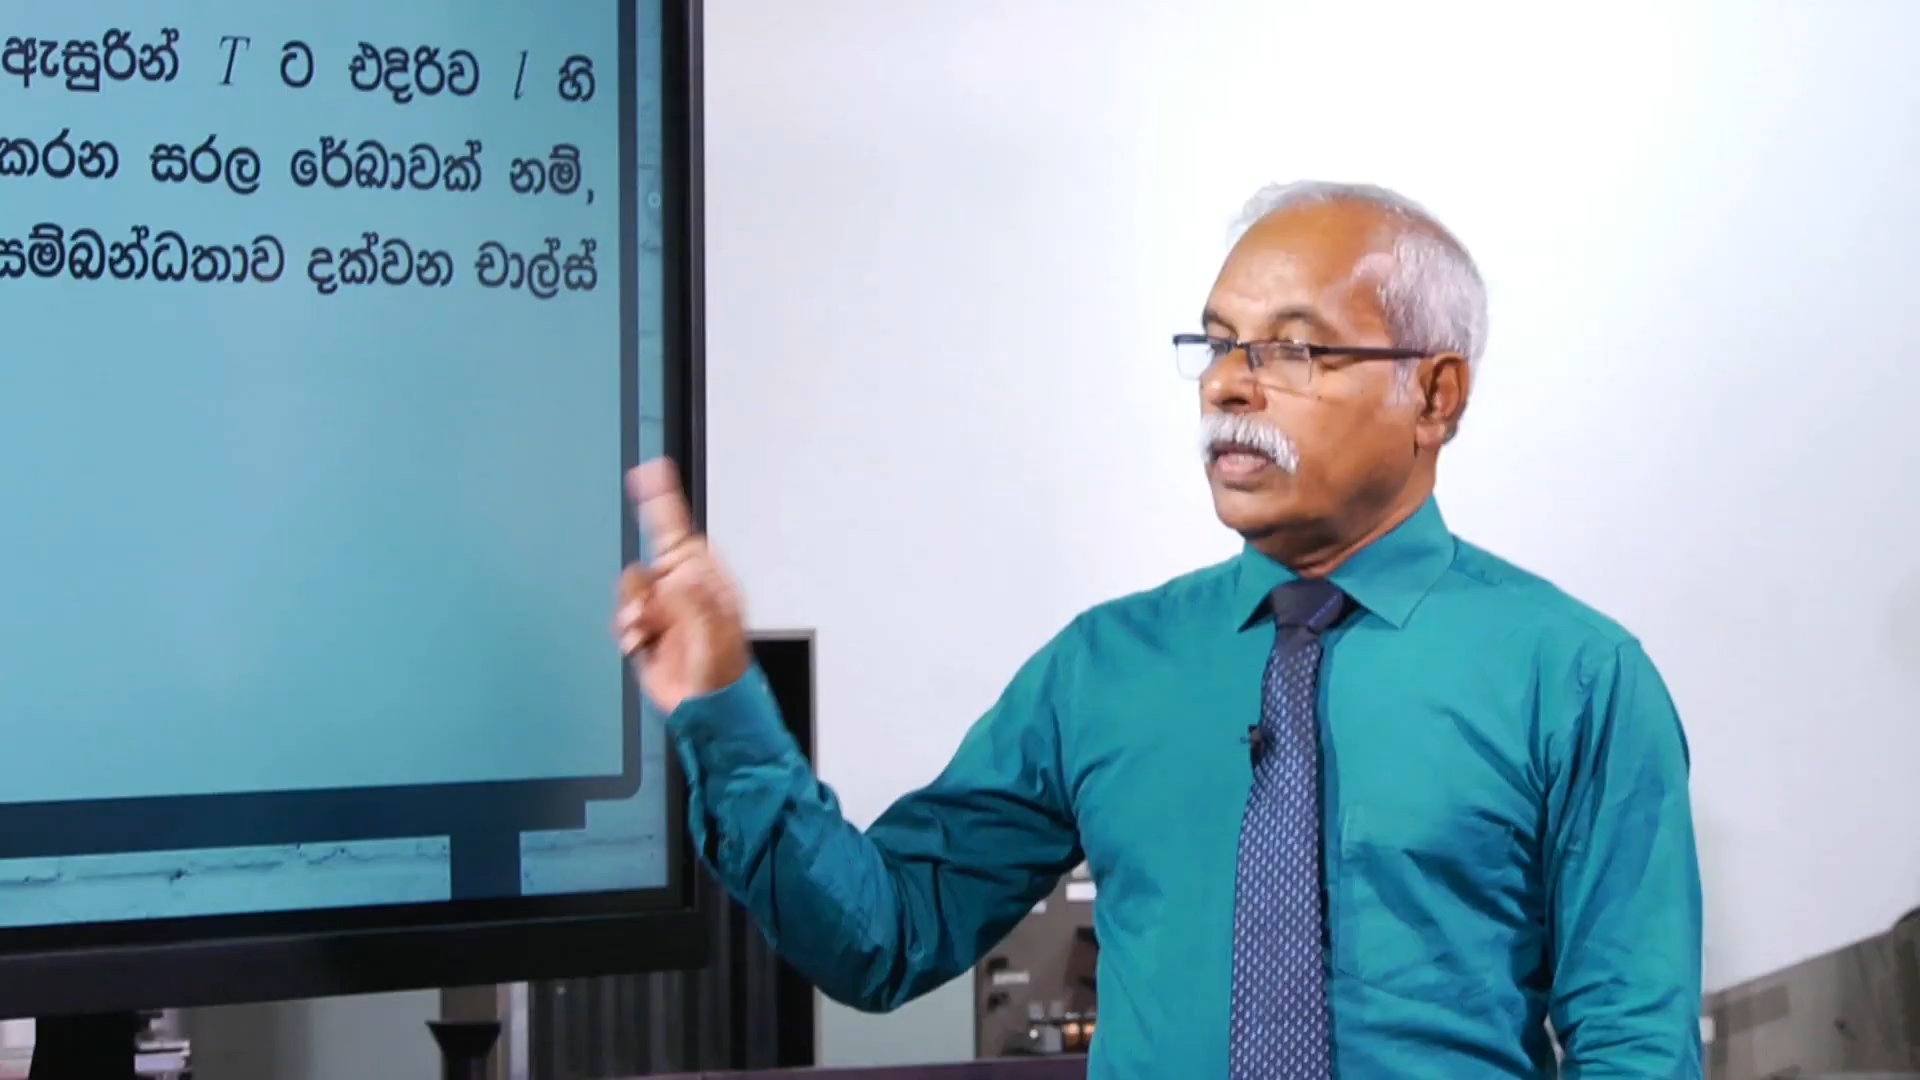 ඇසුරින් T ට එදිරිව l හි
කරන සරල රේඛාවක් නම්,
සම්බන්ධතාව දක්වන චාල්ස්